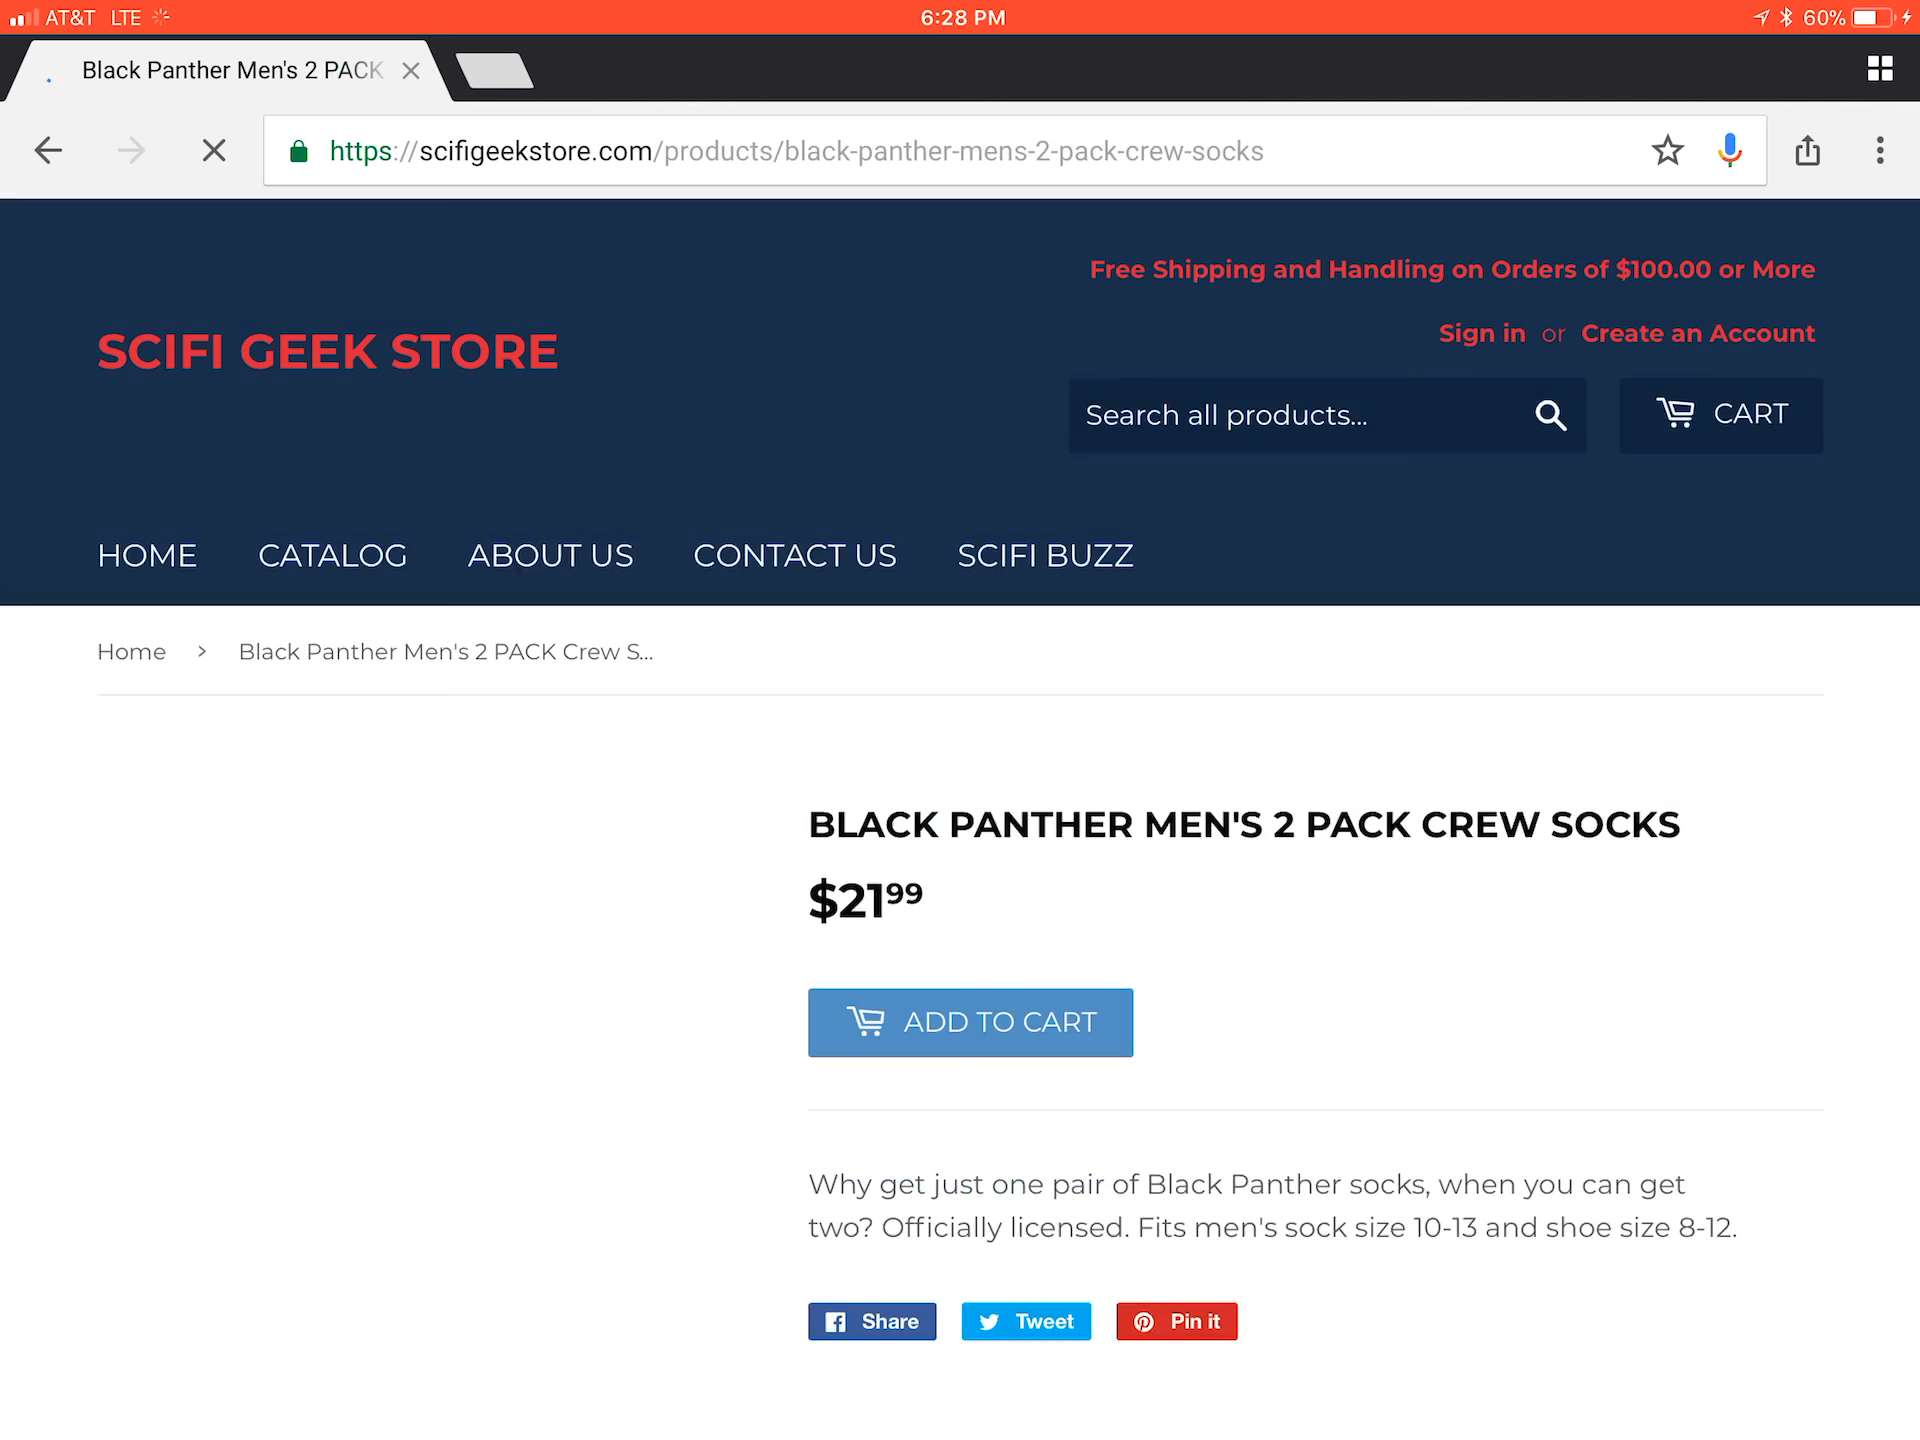 AT&T LTE 6:28 PM 60%
Black Panther Men's 2 PACK
https://scifigeekstore.com/products/black-panther-mens-2-pack-crew-socks
Free Shipping and Handling on Orders of $100.00 or More
Sign in or Create an Account
SCIFI GEEK STORE
Search all products...
CART
HOME CATALOG ABOUT US CONTACT US SCIFI BUZZ
Home > Black Panther Men's 2 PACK Crew S...
BLACK PANTHER MEN'S 2 PACK CREW SOCKS
$2199
ADD TO CART
Why get just one pair of Black Panther socks, when you can get
two? Officially licensed. Fits men's sock size 10-13 and shoe size 8-12.
Share Tweet Pin it